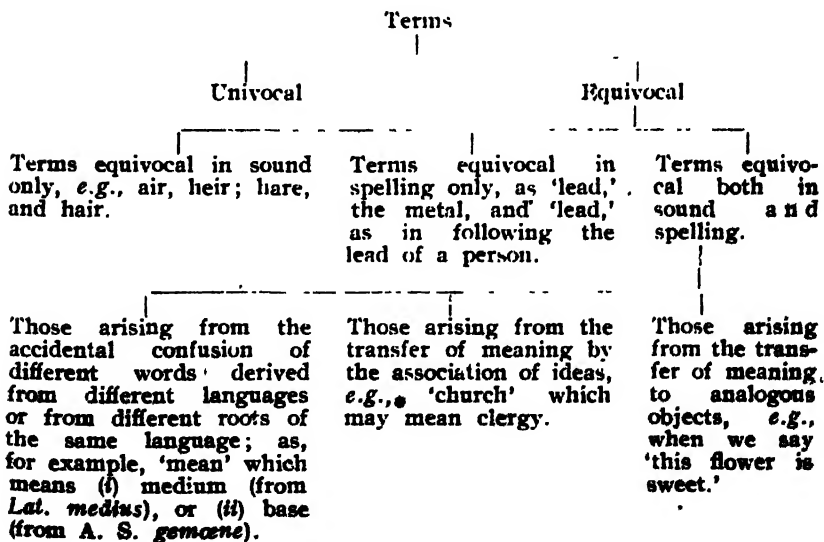 Terms
Univocal
Equivocal
Terms equivocal in sound
only, e.g., air, heir; hare,
and hair.
Terms equivocal in
spelling only, as 'lead,'
the metal, and 'lead,'
as in following the
lead of a person.
Terms equivo-
cal both in
sound and
spelling.
Those arising from the
accidental confusion of
different words derived
from different languages
or from different roots of
the same language; as,
for example, 'mean' which
means (i) medium (from
Lat. medius), or (ii) base
(from A. S. gemœne).
Those arising from the
transfer of meaning by
the association of ideas,
e.g., 'church' which
may mean clergy.
Those arising
from the trans-
fer of meaning
to analogous
objects, e.g.,
when we say
'this flower is
sweet.'